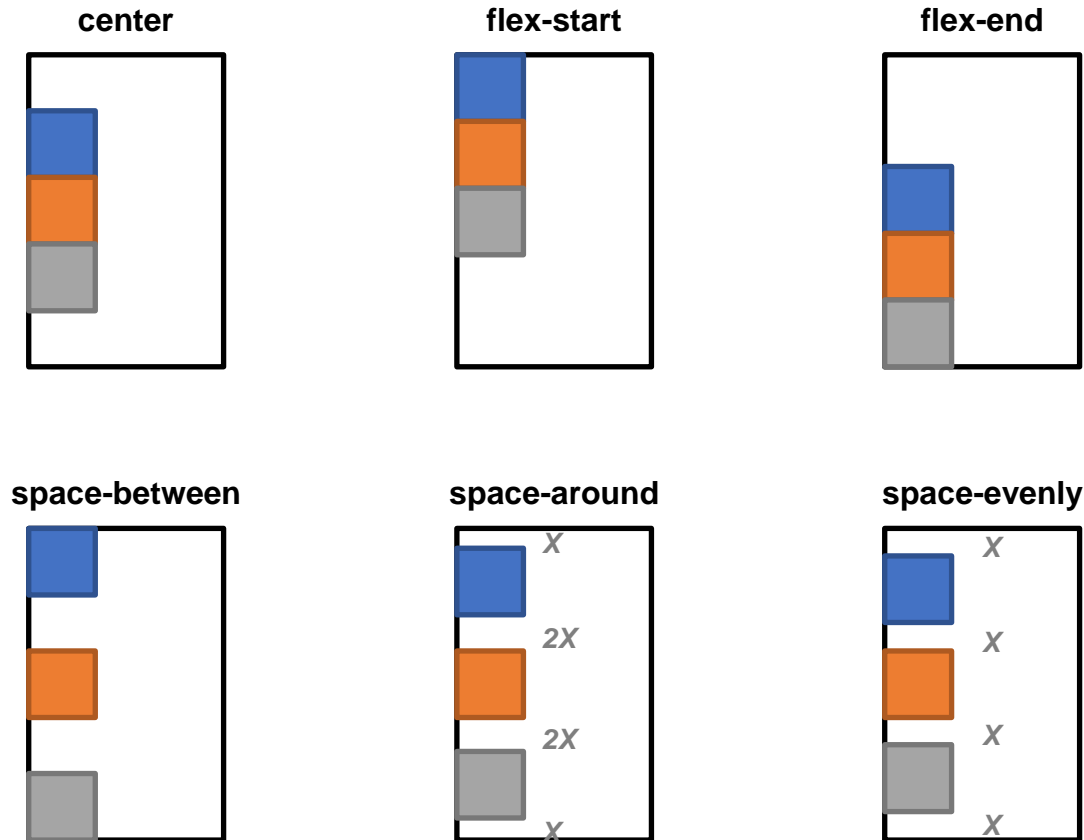 center
flex-start
flex-end
space-between
space-around
space-evenly
X
2X
2X
X
X
X
X
X